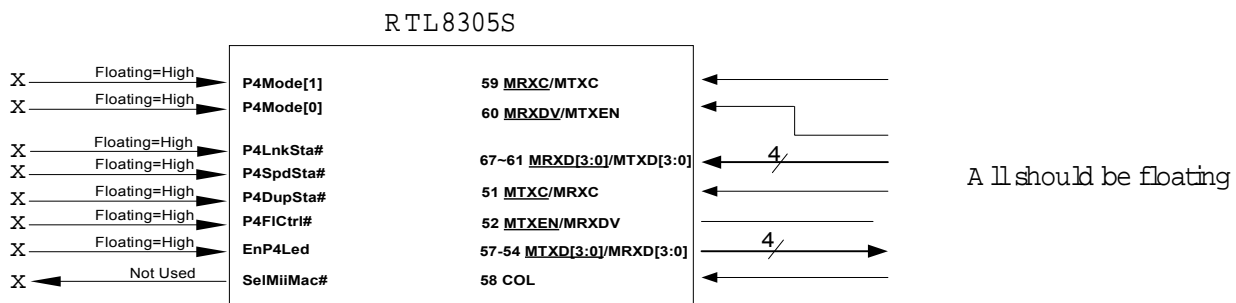 RTL8305S
X Floating=High P4Mode[1] 59 MRXC/MTXC
X Floating=High P4Mode[0] 60 MRXDV/MTXEN
X Floating=High P4LnkSta# 67~61 MRXD[3:0]/MTXD[3:0] 4
X Floating=High P4SpdSta#
All should be floating
X Floating=High P4DupSta# 51 MTXC/MRXC
X Floating=High P4FlCtrl# 52 MTXEN/MRXDV
X Floating=High EnP4Led 57-54 MTXD[3:0]/MRXD[3:0] 4
X Not Used SelMiiMac# 58 COL